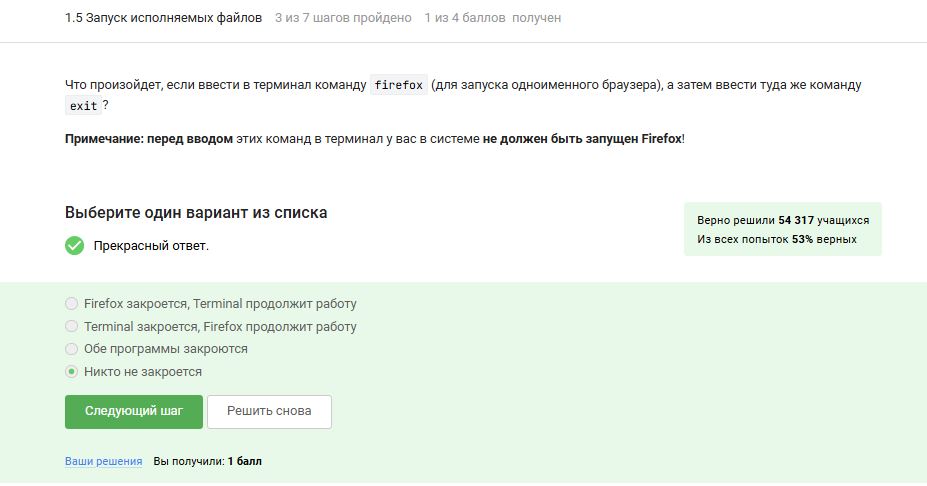 1.5 Запуск исполняемых файлов 3 из 7 шагов пройдено 1 из 4 баллов получен
Что произойдет, если ввести в терминал команду firefox (для запуска одноименного браузера), а затем ввести туда же команду
exit ?
Примечание: перед вводом этих команд в терминал у вас в системе не должен быть запущен Firefox!
Выберите один вариант из списка
Прекрасный ответ.
Верно решили 54 317 учащихся
Из всех попыток 53% верных
Firefox закроется, Terminal продолжит работу
Terminal закроется, Firefox продолжит работу
Обе программы закроются
Никто не закроется
Следующий шаг Решить снова
Ваши решения Вы получили: 1 балл